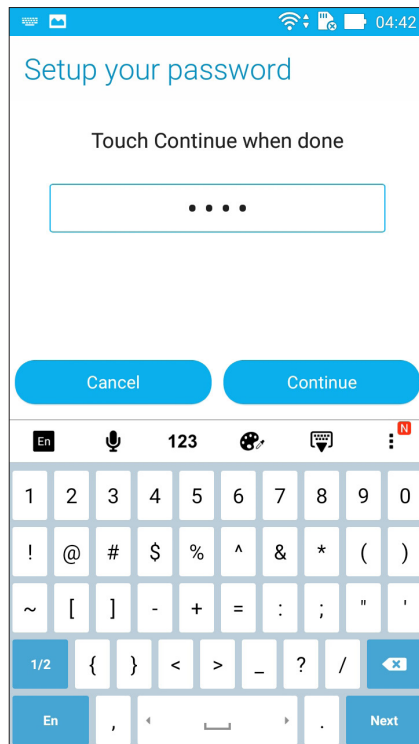 04:42
Setup your password
Touch Continue when done
••••
Cancel Continue
En 123 N
1 2 3 4 5 6 7 8 9 0
! @ # $ % ^ & * ( )
~ [ ] - + = : ; " '
1/2 { } < > _ ? /
En , . Next